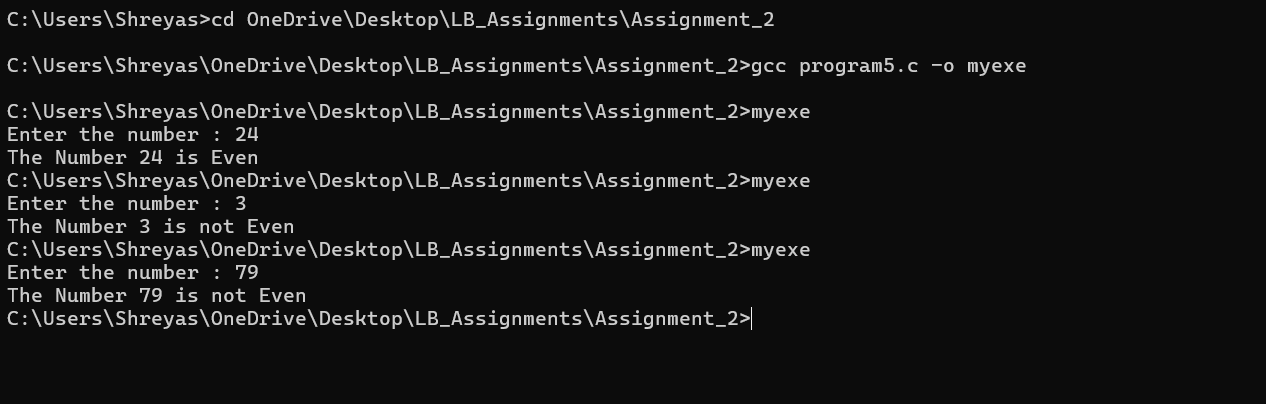 C:\Users\Shreyas>cd OneDrive\Desktop\LB_Assignments\Assignment_2
C:\Users\Shreyas\OneDrive\Desktop\LB_Assignments\Assignment_2>gcc program5.c -o myexe
C:\Users\Shreyas\OneDrive\Desktop\LB_Assignments\Assignment_2>myexe
Enter the number : 24
The Number 24 is Even
C:\Users\Shreyas\OneDrive\Desktop\LB_Assignments\Assignment_2>myexe
Enter the number : 3
The Number 3 is not Even
C:\Users\Shreyas\OneDrive\Desktop\LB_Assignments\Assignment_2>myexe
Enter the number : 79
The Number 79 is not Even
C:\Users\Shreyas\OneDrive\Desktop\LB_Assignments\Assignment_2>